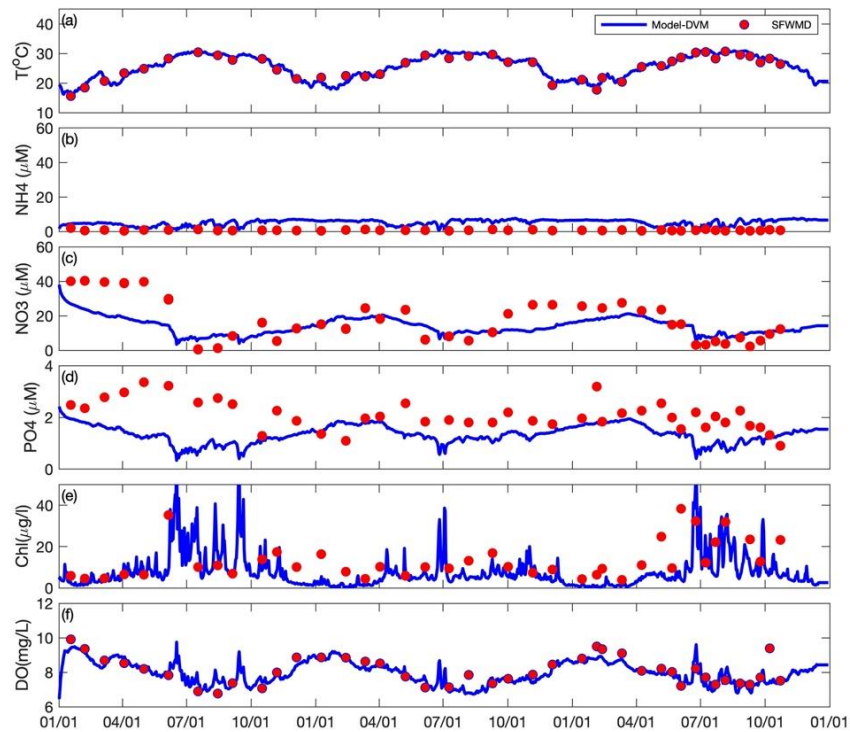 (a)
Model-DVM SFWMD
T(°C)
40
30
20
10
(b)
NH4 (μM)
60
40
20
0
(c)
NO3 (μM)
60
40
20
0
(d)
PO4 (μM)
4
2
0
(e)
Chl(μg/l)
40
20
0
(f)
DO(mg/L)
12
10
8
6
01/01 04/01 07/01 10/01 01/01 04/01 07/01 10/01 01/01 04/01 07/01 10/01 01/01